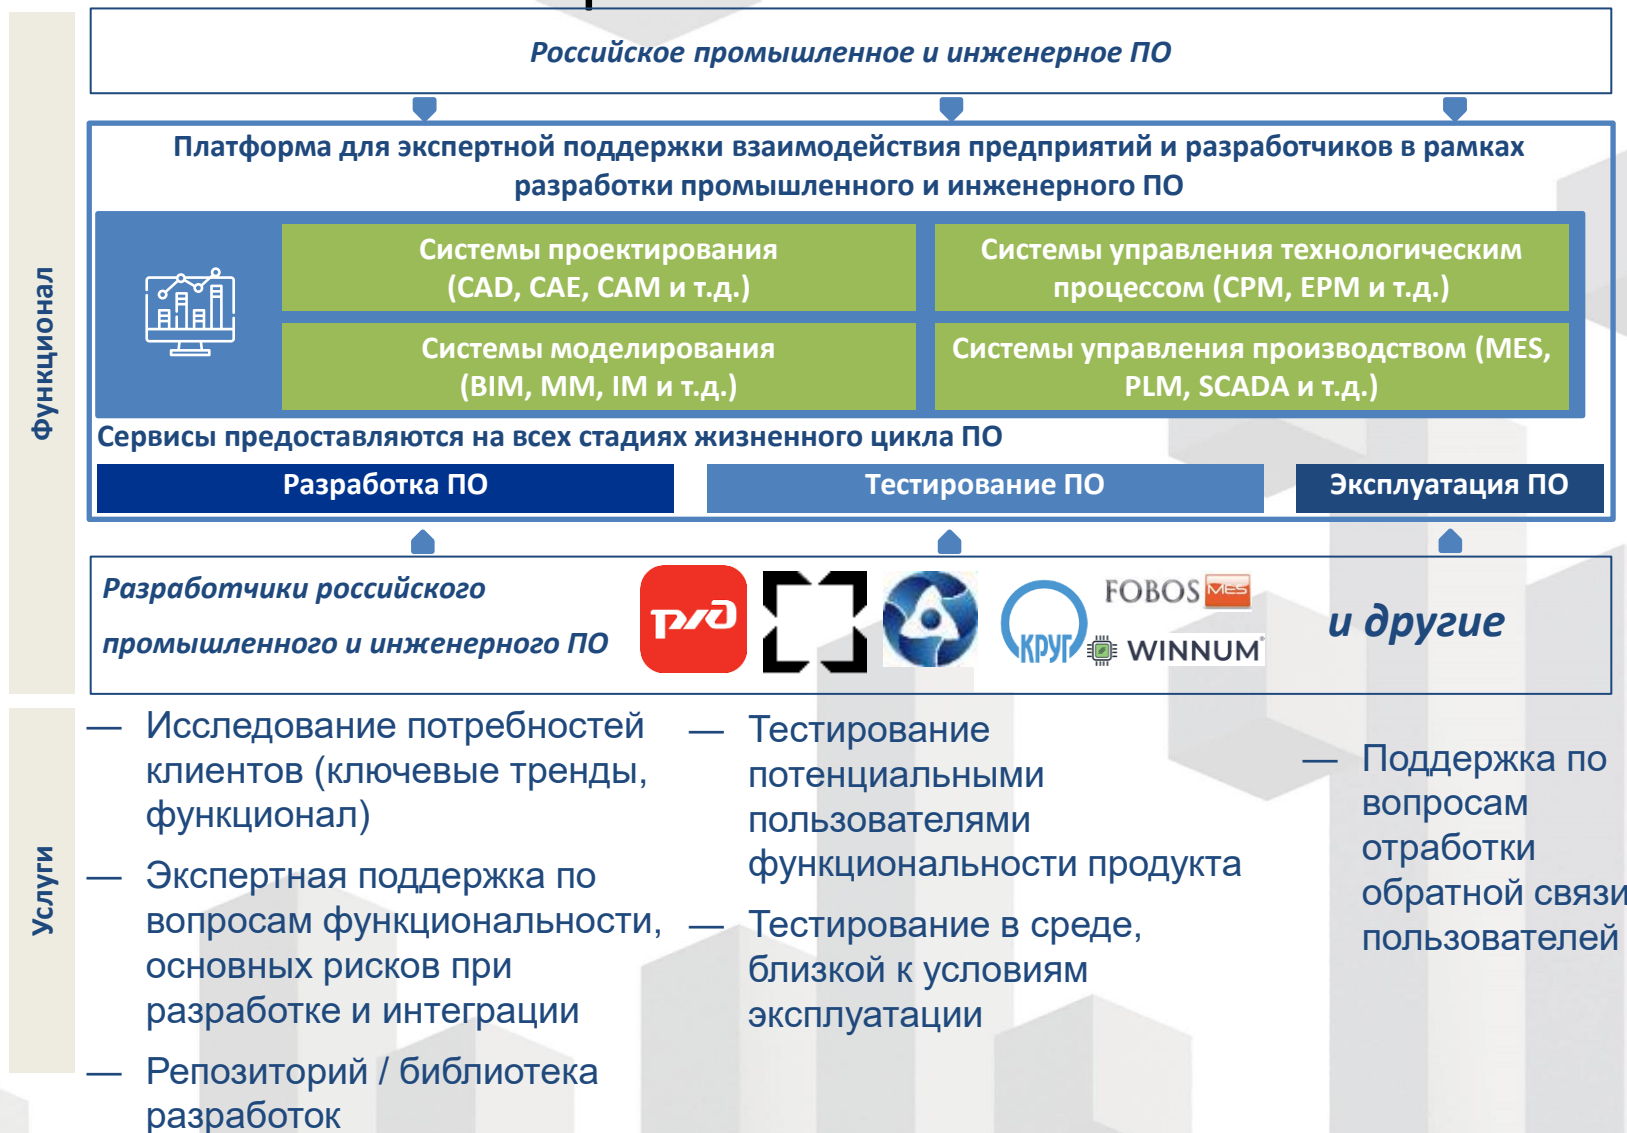 Российское промышленное и инженерное ПО
Функционал
Платформа для экспертной поддержки взаимодействия предприятий и разработчиков в рамках
разработки промышленного и инженерного ПО
Системы проектирования
(CAD, CAE, CAM и т.д.)
Системы управления технологическим
процессом (CPM, EPM и т.д.)
Системы моделирования
(BIM, MM, IM и т.д.)
Системы управления производством (MES,
PLM, SCADA и т.д.)
Сервисы предоставляются на всех стадиях жизненного цикла ПО
Разработка ПО
Тестирование ПО
Эксплуатация ПО
Разработчики российского
промышленного и инженерного ПО
ржд
КРУГ
FOBOS MES
WINNUM®
и другие
Услуги
— Исследование потребностей
клиентов (ключевые тренды,
функционал)
— Экспертная поддержка по
вопросам функциональности,
основных рисков при
разработке и интеграции
— Репозиторий / библиотека
разработок
— Тестирование
потенциальными
пользователями
функциональности продукта
— Тестирование в среде,
близкой к условиям
эксплуатации
— Поддержка по
вопросам
отработки
обратной связи
пользователей